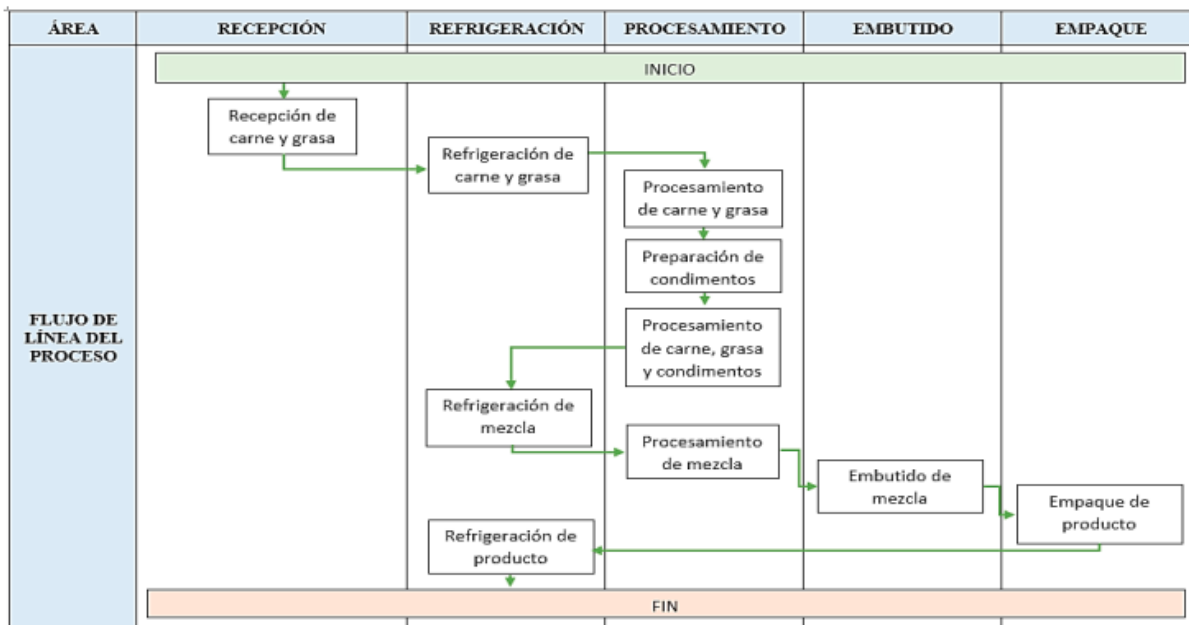 ÁREA
RECEPCIÓN
REFRIGERACIÓN
PROCESAMIENTO
EMBUTIDO
EMPAQUE
FLUJO DE
LÍNEA DEL
PROCESO
INICIO
Recepción de
carne y grasa
Refrigeración de
carne y grasa
Procesamiento
de carne y grasa
Preparación de
condimentos
Procesamiento
de carne, grasa
y condimentos
Refrigeración de
mezcla
Procesamiento
de mezcla
Embutido de
mezcla
Empaque de
producto
Refrigeración de
producto
FIN